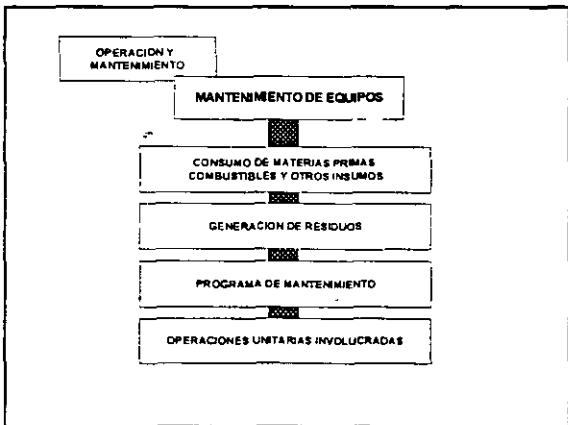 OPERACION Y
MANTENIMIENTO
MANTENIMIENTO DE EQUIPOS
CONSUMO DE MATERIAS PRIMAS
COMBUSTIBLES Y OTROS INSUMOS
GENERACION DE RESIDUOS
PROGRAMA DE MANTENIMIENTO
OPERACIONES UNITARIAS INVOLUCRADAS